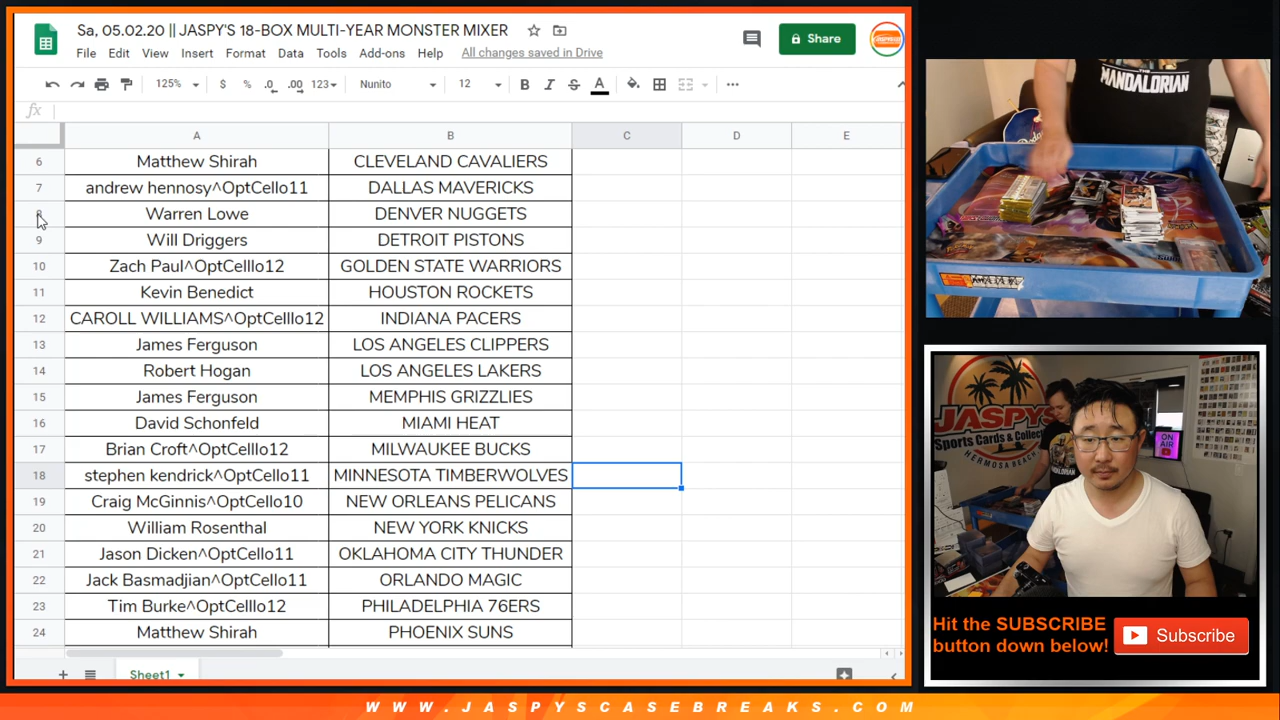 Sa, 05.02.20 || JASPY'S 18-BOX MULTI-YEAR MONSTER MIXER
File Edit View Insert Format Data Tools Add-ons Help All changes saved in Drive
Share
125% $ % .0 .00 123 Nunito 12 B I S A
fx
A B C D E
6 Matthew Shirah CLEVELAND CAVALIERS
7 andrew hennosy^OptCello11 DALLAS MAVERICKS
8 Warren Lowe DENVER NUGGETS
9 Will Driggers DETROIT PISTONS
10 Zach Paul^OptCelllo12 GOLDEN STATE WARRIORS
11 Kevin Benedict HOUSTON ROCKETS
12 CAROLL WILLIAMS^OptCelllo12 INDIANA PACERS
13 James Ferguson LOS ANGELES CLIPPERS
14 Robert Hogan LOS ANGELES LAKERS
15 James Ferguson MEMPHIS GRIZZLIES
16 David Schonfeld MIAMI HEAT
17 Brian Croft^OptCelllo12 MILWAUKEE BUCKS
18 stephen kendrick^OptCello11 MINNESOTA TIMBERWOLVES
19 Craig McGinnis^OptCello10 NEW ORLEANS PELICANS
20 William Rosenthal NEW YORK KNICKS
21 Jason Dicken^OptCello11 OKLAHOMA CITY THUNDER
22 Jack Basmadjian^OptCello11 ORLANDO MAGIC
23 Tim Burke^OptCelllo12 PHILADELPHIA 76ERS
24 Matthew Shirah PHOENIX SUNS
Sheet1
THE
MANDALORIAN
JASPYS
Sports Cards & Collect
HERMOSA BEACH
ON AIR
Hit the SUBSCRIBE
button down below!
Subscribe
WWW.JASPYSCASEBREAKS.COM